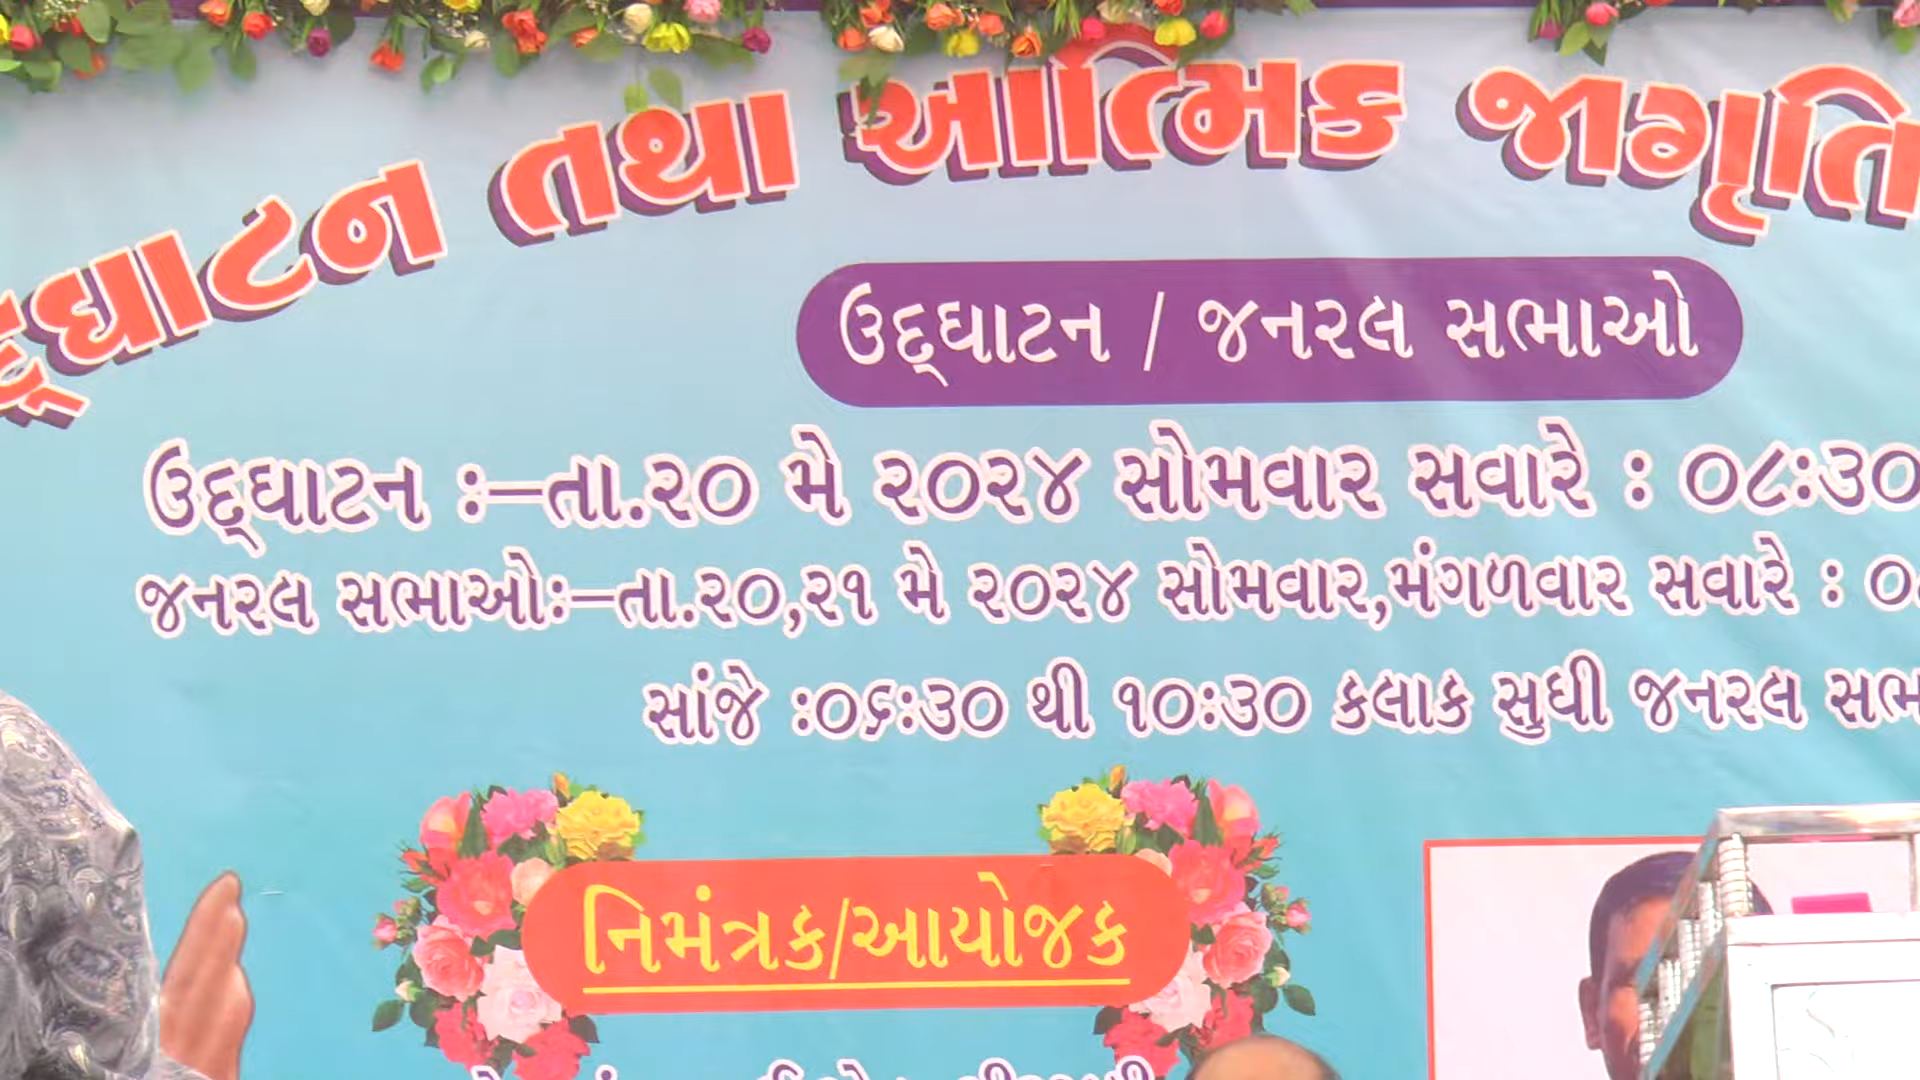 ઉદ્‌ઘાટન તથા આત્મિક જાગૃતિ
ઉદ્‌ઘાટન / જનરલ સભાઓ
ઉદ્‌ઘાટન :–તા.૨૦ મે ૨૦૨૪ સોમવાર સવારે : ૦૮:૩૦
જનરલ સભાઓ:–તા.૨૦,૨૧ મે ૨૦૨૪ સોમવાર,મંગળવાર સવારે :
સાંજે :૦૬:૩૦ થી ૧૦:૩૦ કલાક સુધી જનરલ
નિમંત્રક/આયોજક